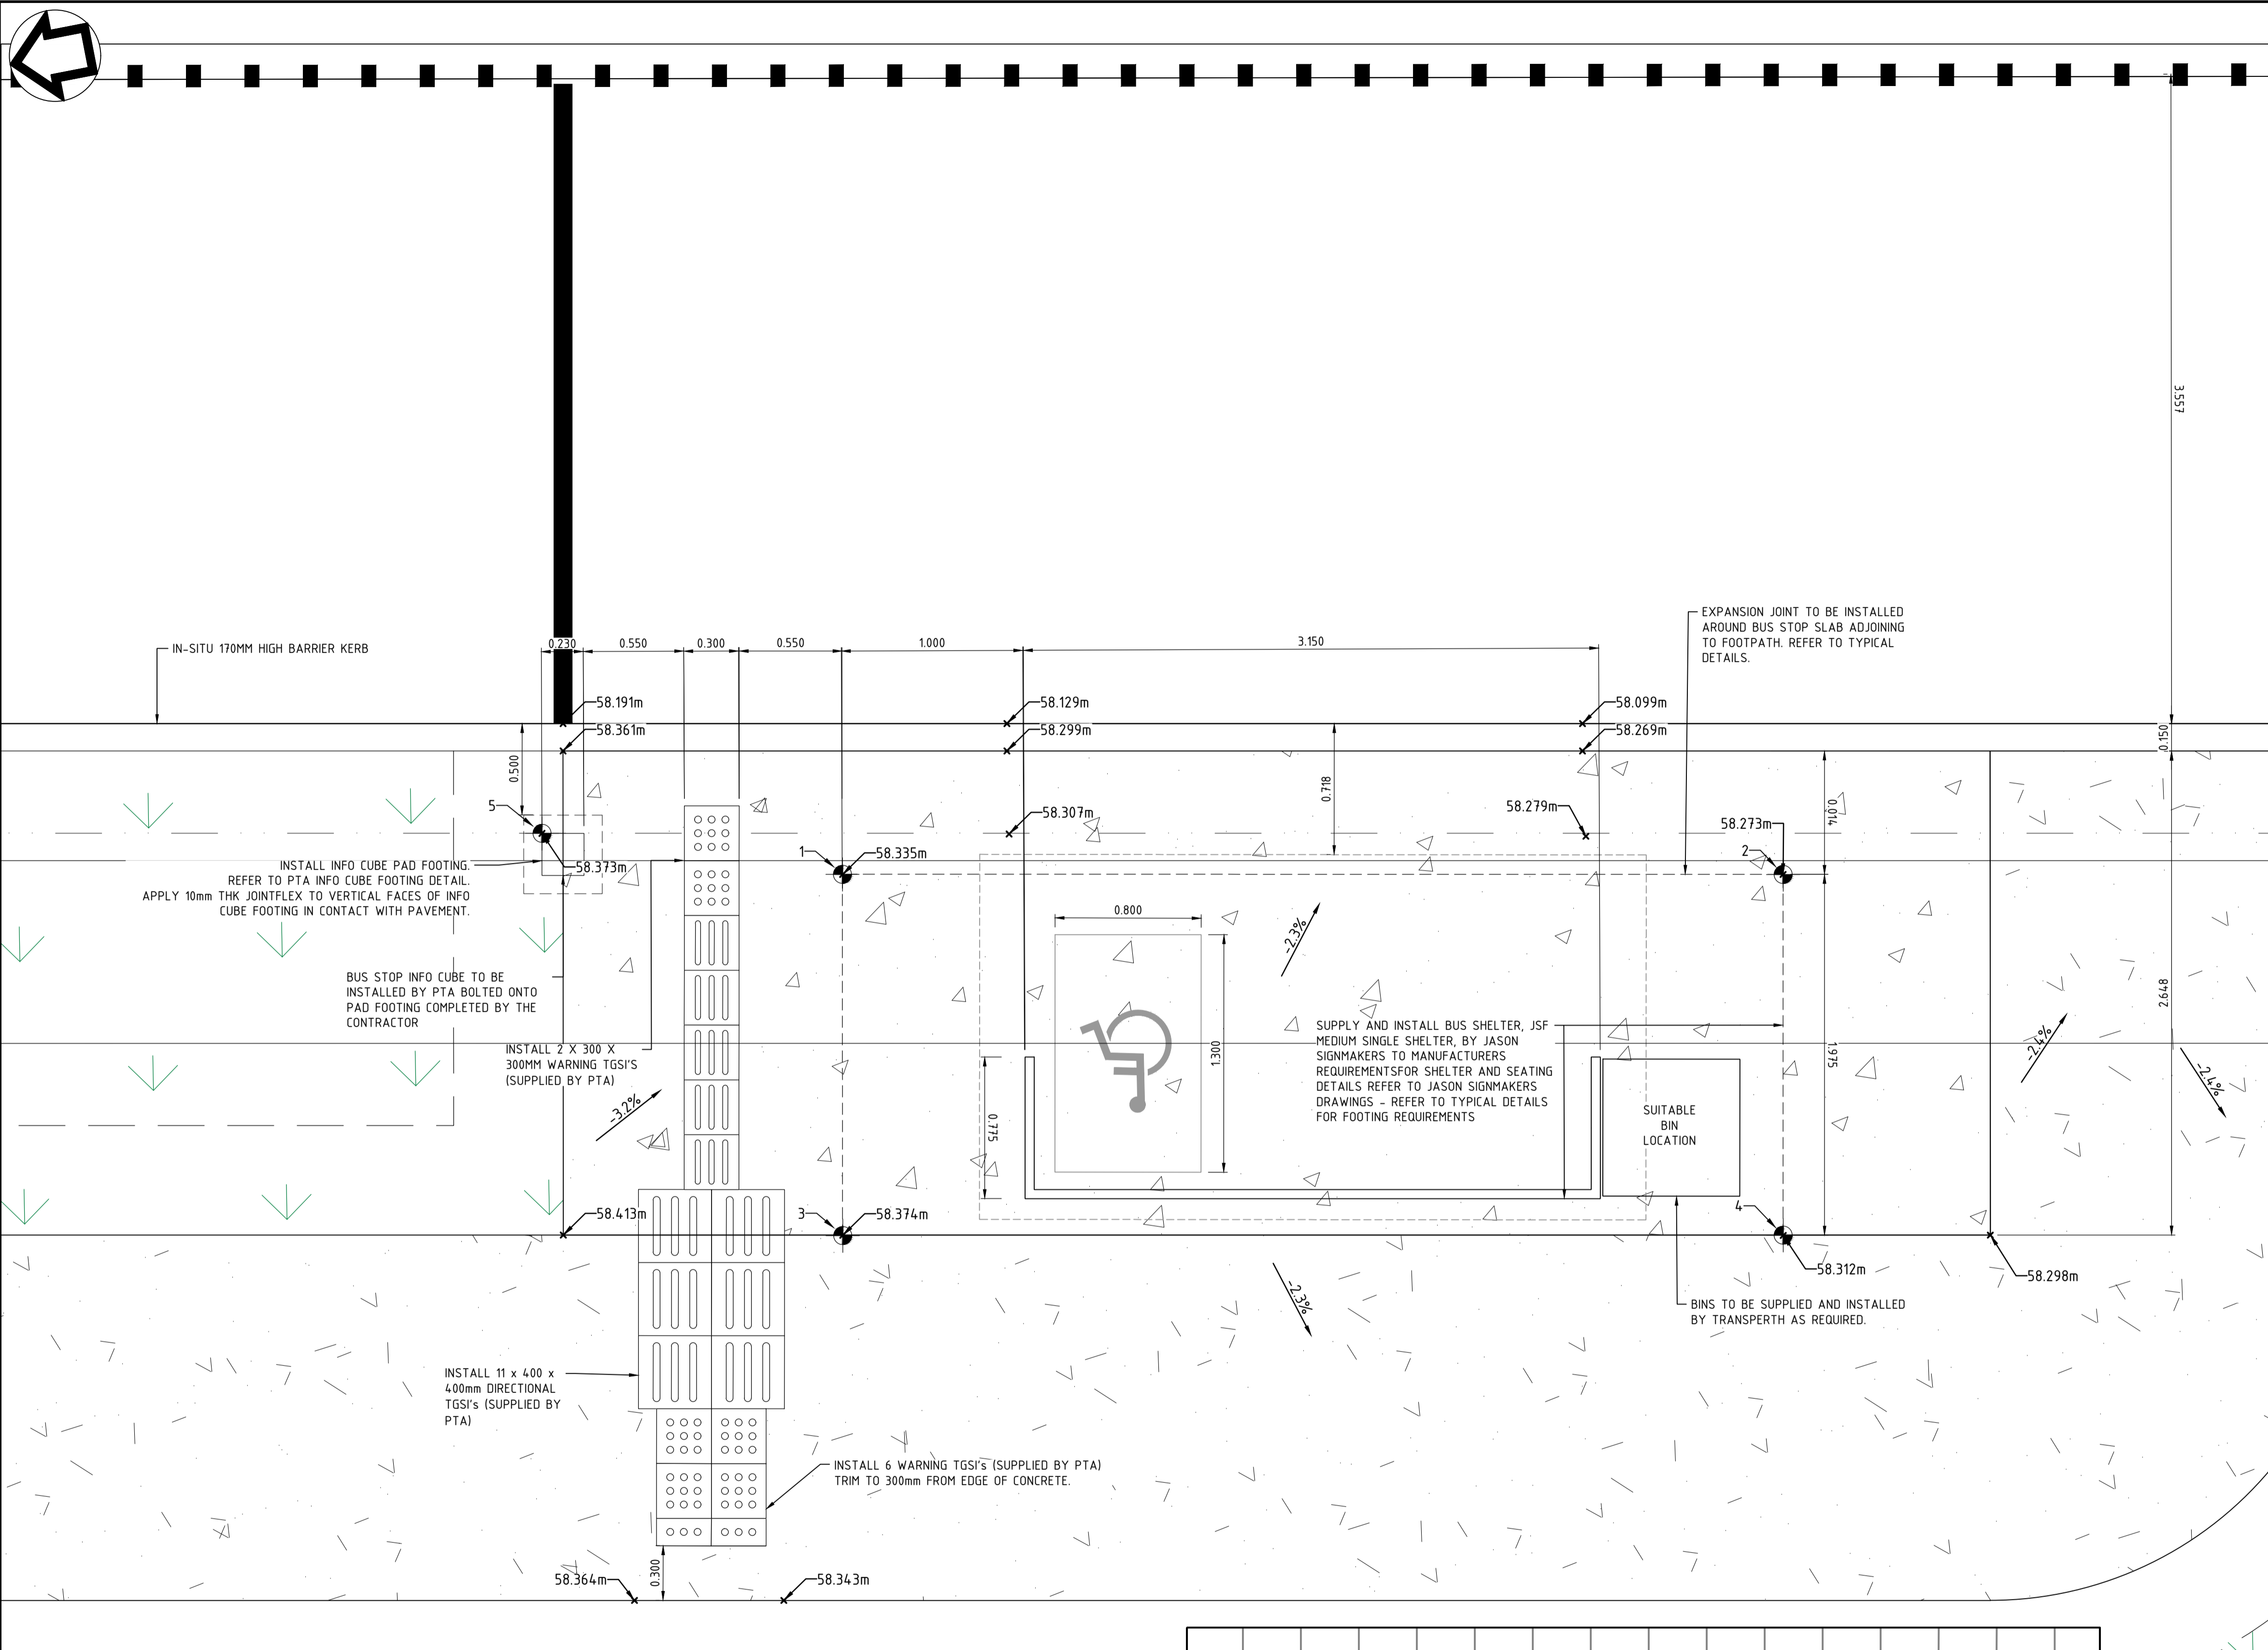 3.557
EXPANSION JOINT TO BE INSTALLED
AROUND BUS STOP SLAB ADJOINING
TO FOOTPATH. REFER TO TYPICAL
DETAILS.
IN-SITU 170MM HIGH BARRIER KERB
0.230
0.550
0.300
0.550
1.000
3.150
58.191m
58.129m
58.099m
58.361m
58.299m
58.269m
0.150
0.500
0.718
5
58.307m
58.279m
58.273m
2
58.373m
1
58.335m
INSTALL INFO CUBE PAD FOOTING.
REFER TO PTA INFO CUBE FOOTING DETAIL.
APPLY 10mm THK JOINTFLEX TO VERTICAL FACES OF INFO
CUBE FOOTING IN CONTACT WITH PAVEMENT.
0.800
-2.3%
BUS STOP INFO CUBE TO BE
INSTALLED BY PTA BOLTED ONTO
PAD FOOTING COMPLETED BY THE
CONTRACTOR
2.648
SUPPLY AND INSTALL BUS SHELTER, JSF
MEDIUM SINGLE SHELTER, BY JASON
SIGNMAKERS TO MANUFACTURERS
REQUIREMENTSFOR SHELTER AND SEATING
DETAILS REFER TO JASON SIGNMAKERS
DRAWINGS - REFER TO TYPICAL DETAILS
FOR FOOTING REQUIREMENTS
1.300
1.975
-2.4%
-2.4%
INSTALL 2 X 300 X
300MM WARNING TGSI'S
(SUPPLIED BY PTA)
-3.2%
0.775
SUITABLE
BIN
LOCATION
58.413m
3
58.374m
4
58.312m
58.298m
-2.3%
BINS TO BE SUPPLIED AND INSTALLED
BY TRANSPERTH AS REQUIRED.
INSTALL 11 x 400 x
400mm DIRECTIONAL
TGSI's (SUPPLIED BY
PTA)
INSTALL 6 WARNING TGSI's (SUPPLIED BY PTA)
TRIM TO 300mm FROM EDGE OF CONCRETE.
0.300
58.364m
58.343m